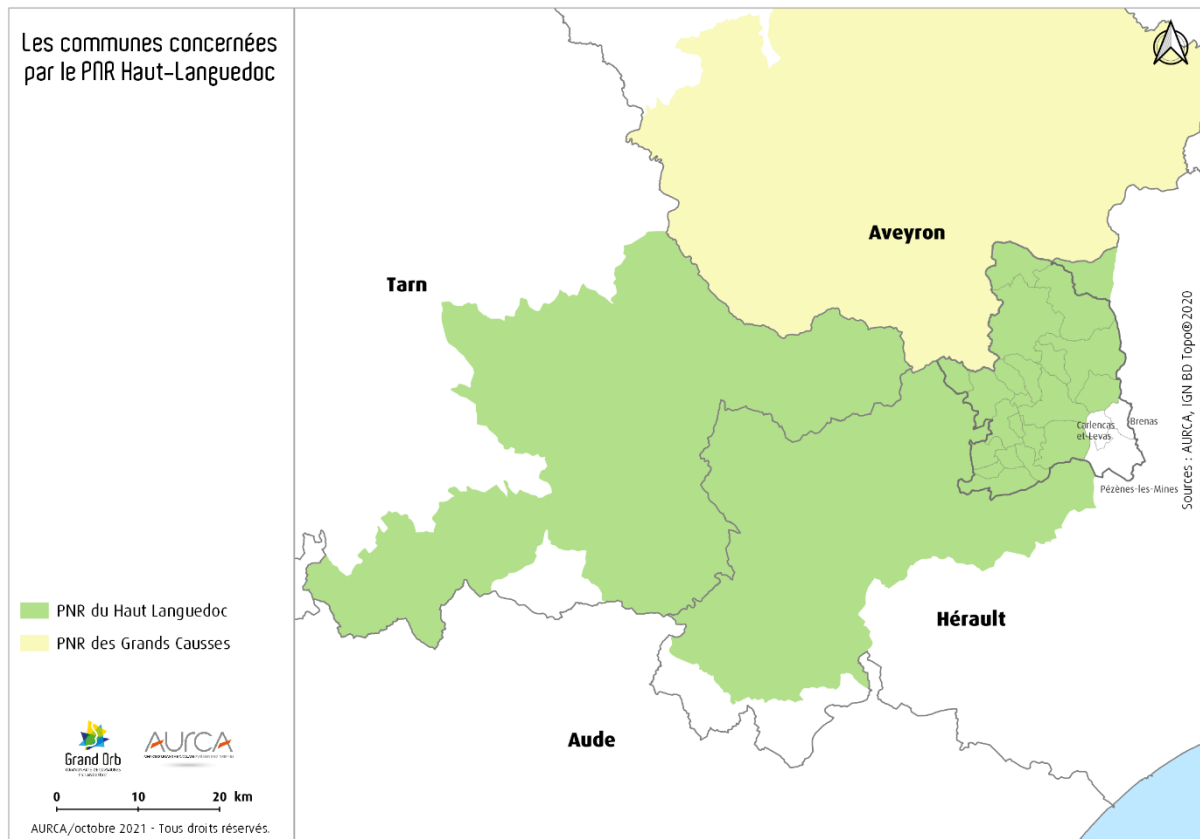 Les communes concernées
par le PNR Haut-Languedoc
Aveyron
Tarn
Carlencas
et-Levas
Brenas
Pézènes-les-Mines
Sources : AURCA, IGN BD Topo®2020
PNR du Haut Languedoc
PNR des Grands Causses
Hérault
Aude
Grand Orb
AURCA
0 10 20 km
AURCA/octobre 2021 - Tous droits réservés.